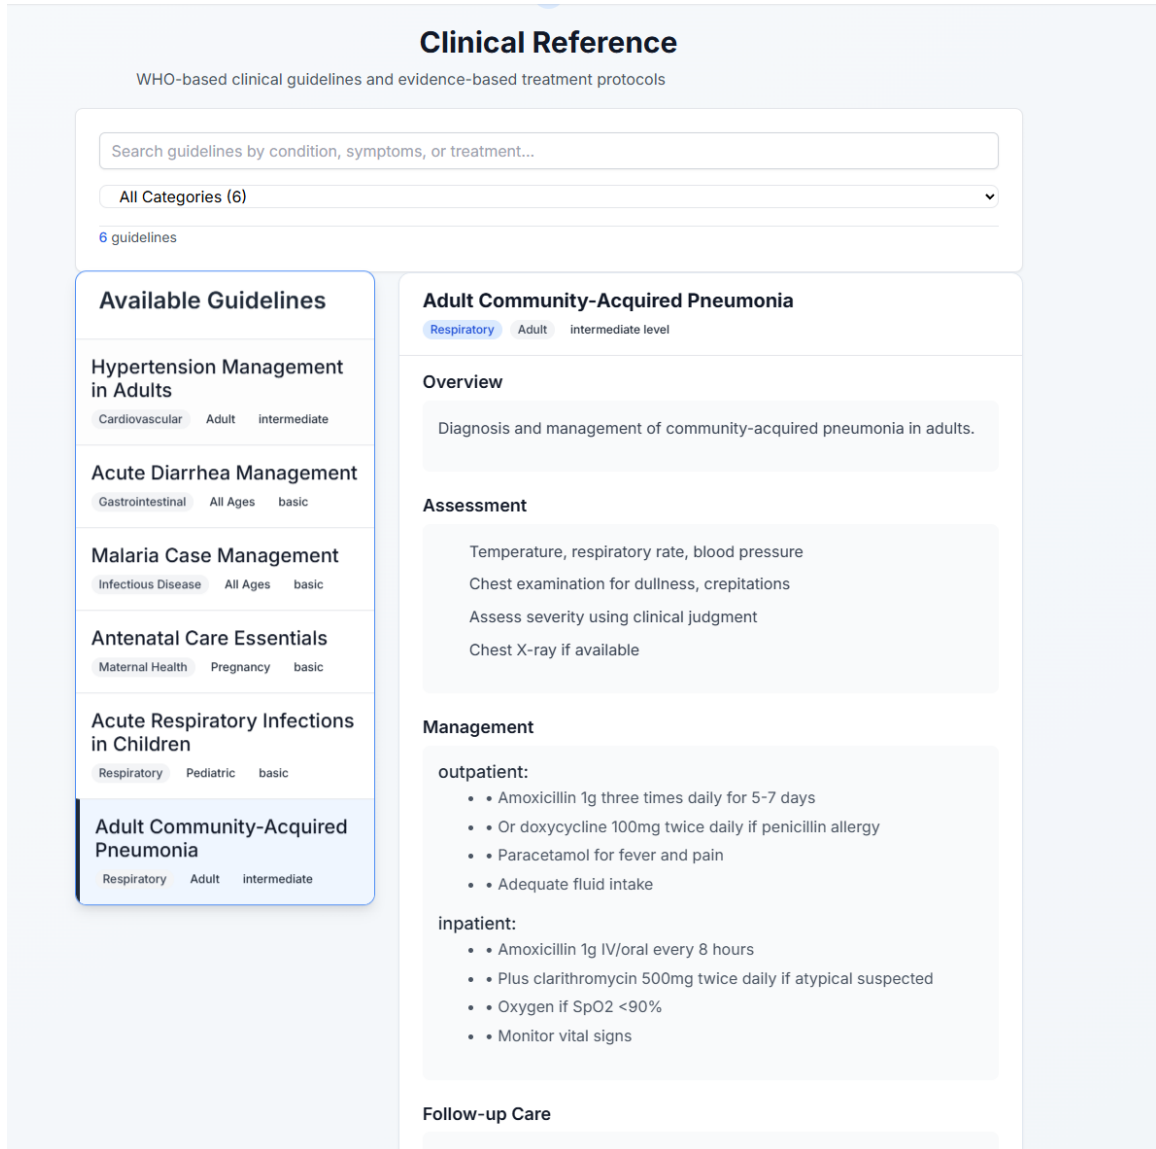 Clinical Reference
WHO-based clinical guidelines and evidence-based treatment protocols
Search guidelines by condition, symptoms, or treatment...
All Categories (6)
6 guidelines
Available Guidelines
Hypertension Management
in Adults
Cardiovascular Adult intermediate
Acute Diarrhea Management
Gastrointestinal All Ages basic
Malaria Case Management
Infectious Disease All Ages basic
Antenatal Care Essentials
Maternal Health Pregnancy basic
Acute Respiratory Infections
in Children
Respiratory Pediatric basic
Adult Community-Acquired
Pneumonia
Respiratory Adult intermediate
Adult Community-Acquired Pneumonia
Respiratory Adult intermediate level
Overview
Diagnosis and management of community-acquired pneumonia in adults.
Assessment
Temperature, respiratory rate, blood pressure
Chest examination for dullness, crepitations
Assess severity using clinical judgment
Chest X-ray if available
Management
outpatient:
• • Amoxicillin 1g three times daily for 5-7 days
• • Or doxycycline 100mg twice daily if penicillin allergy
• • Paracetamol for fever and pain
• • Adequate fluid intake
inpatient:
• • Amoxicillin 1g IV/oral every 8 hours
• • Plus clarithromycin 500mg twice daily if atypical suspected
• • Oxygen if SpO2 <90%
• • Monitor vital signs
Follow-up Care